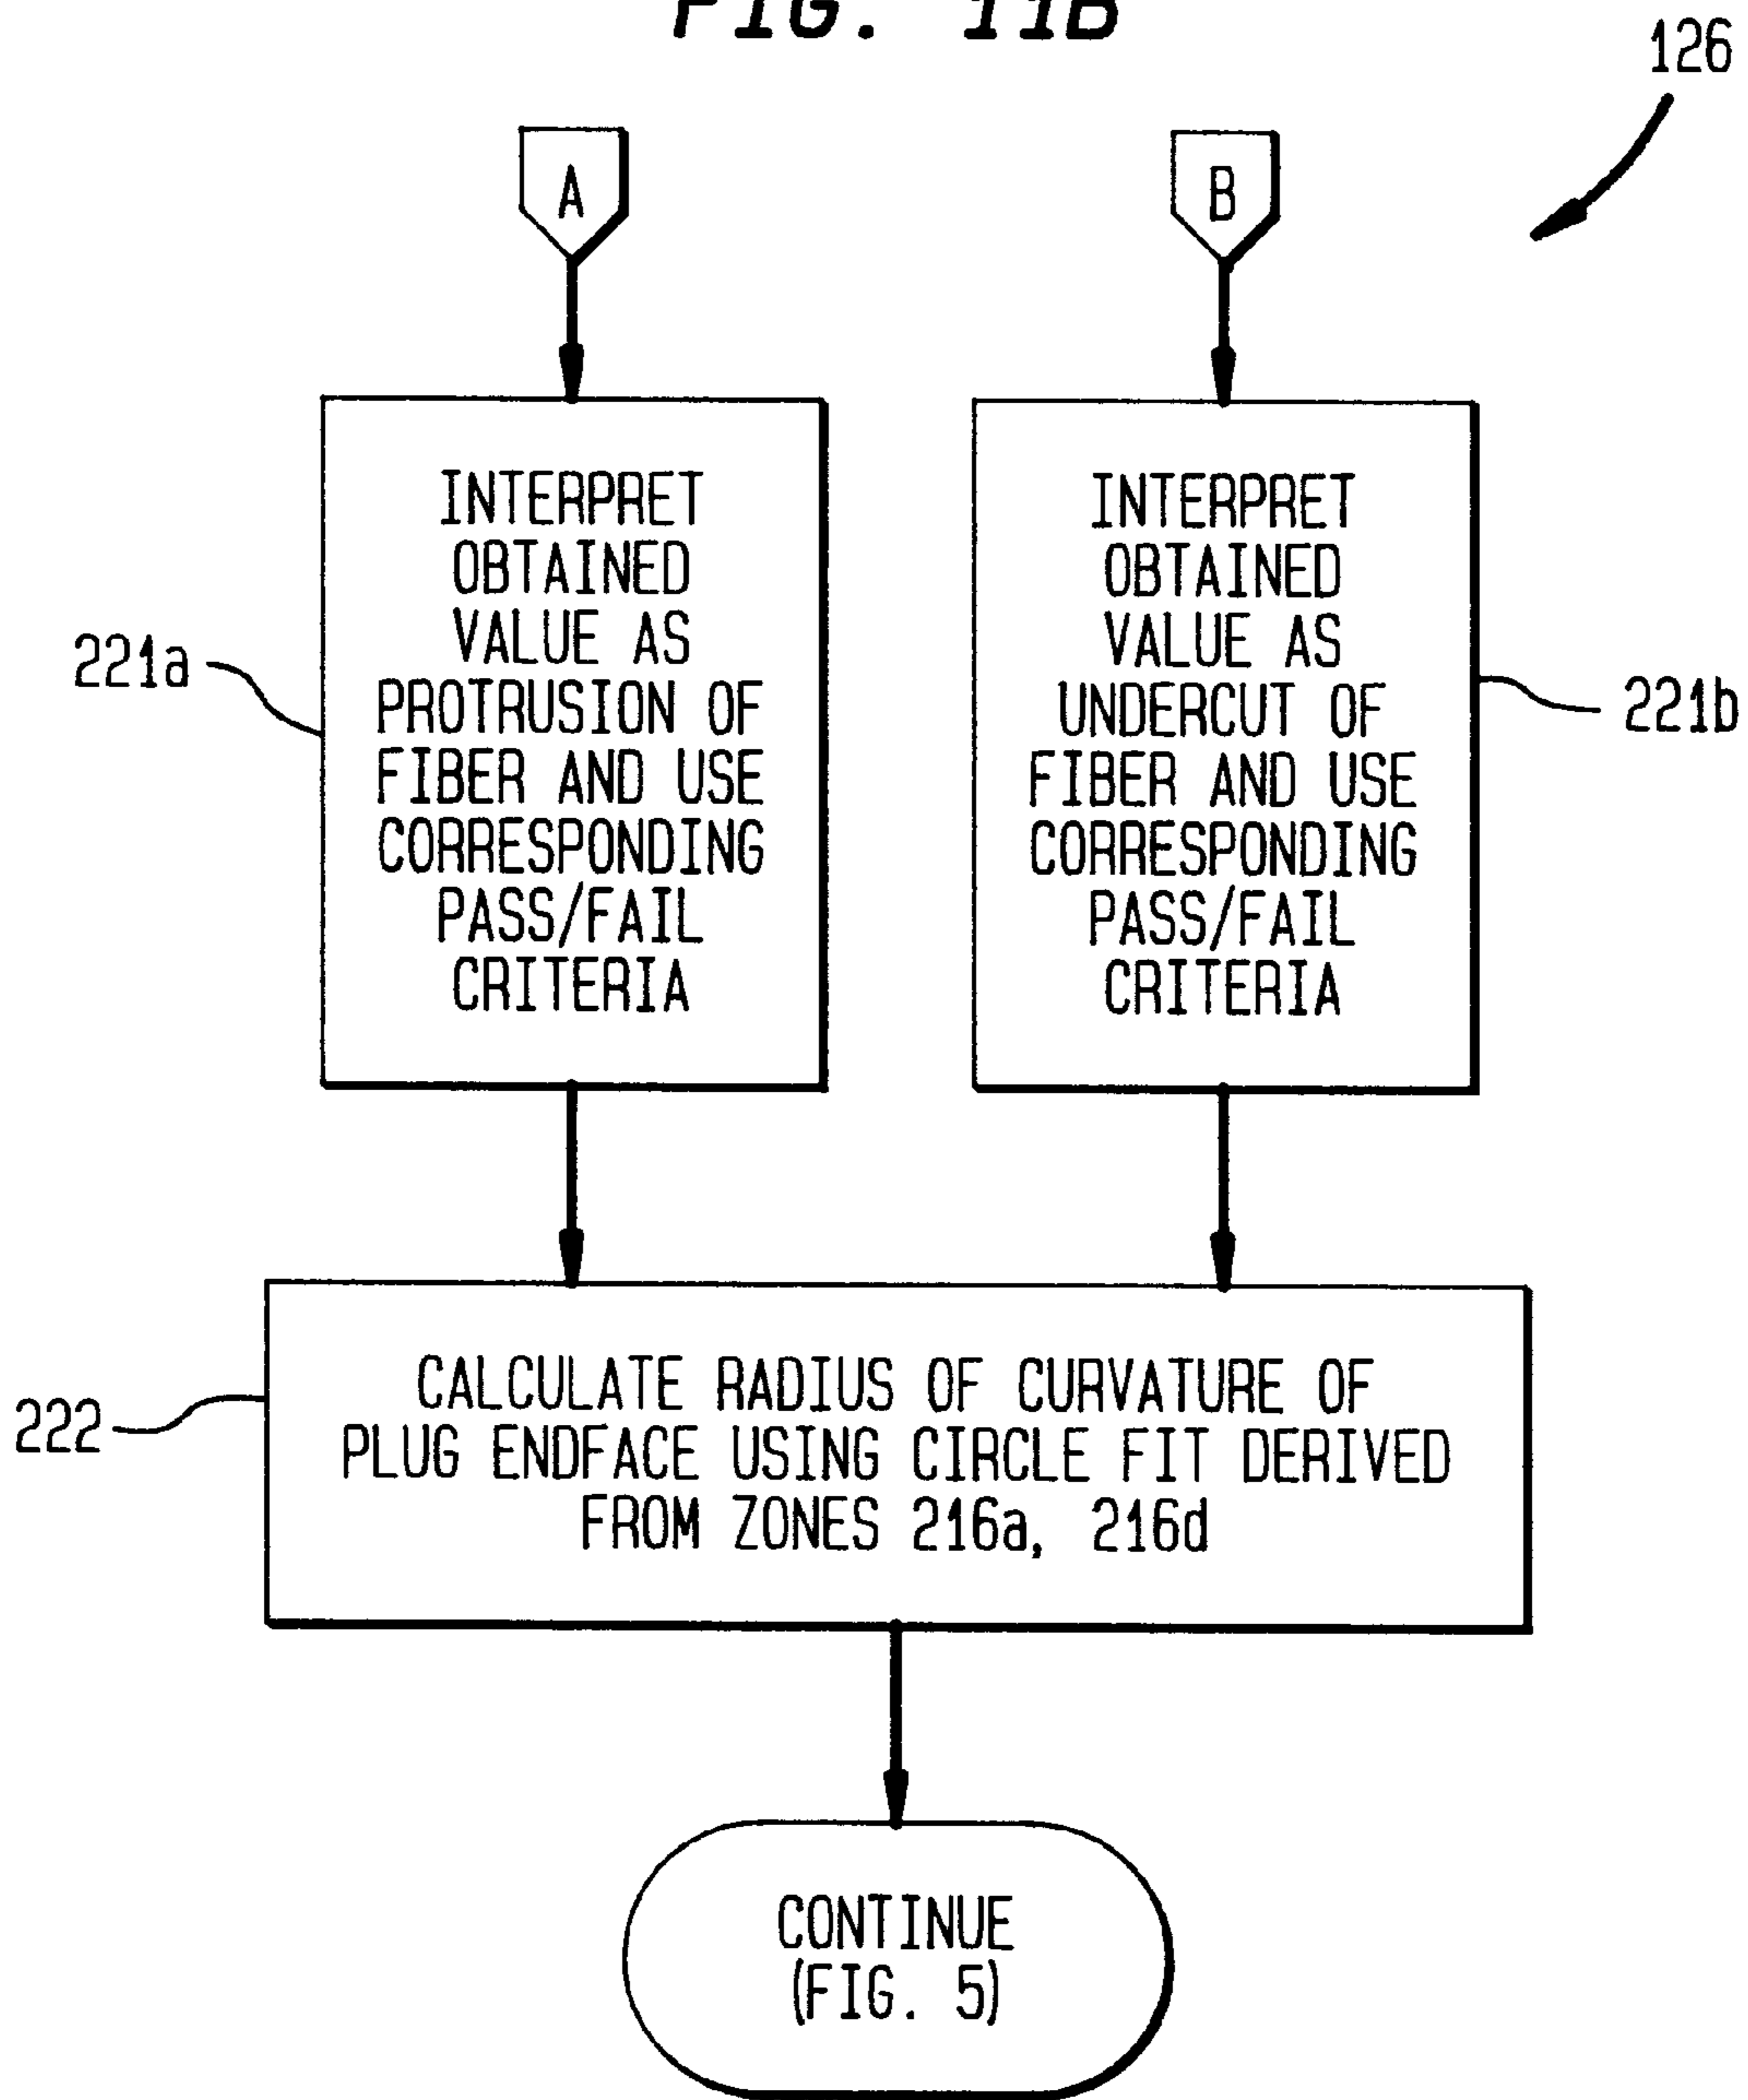 FIG. 11B
126
A
B
INTERPRET
OBTAINED
VALUE AS
PROTRUSION OF
FIBER AND USE
CORRESPONDING
PASS/FAIL
CRITERIA
221a
INTERPRET
OBTAINED
VALUE AS
UNDERCUT OF
FIBER AND USE
CORRESPONDING
PASS/FAIL
CRITERIA
221b
222
CALCULATE RADIUS OF CURVATURE OF
PLUG ENDFACE USING CIRCLE FIT DERIVED
FROM ZONES 216a, 216d
CONTINUE
(FIG. 5)